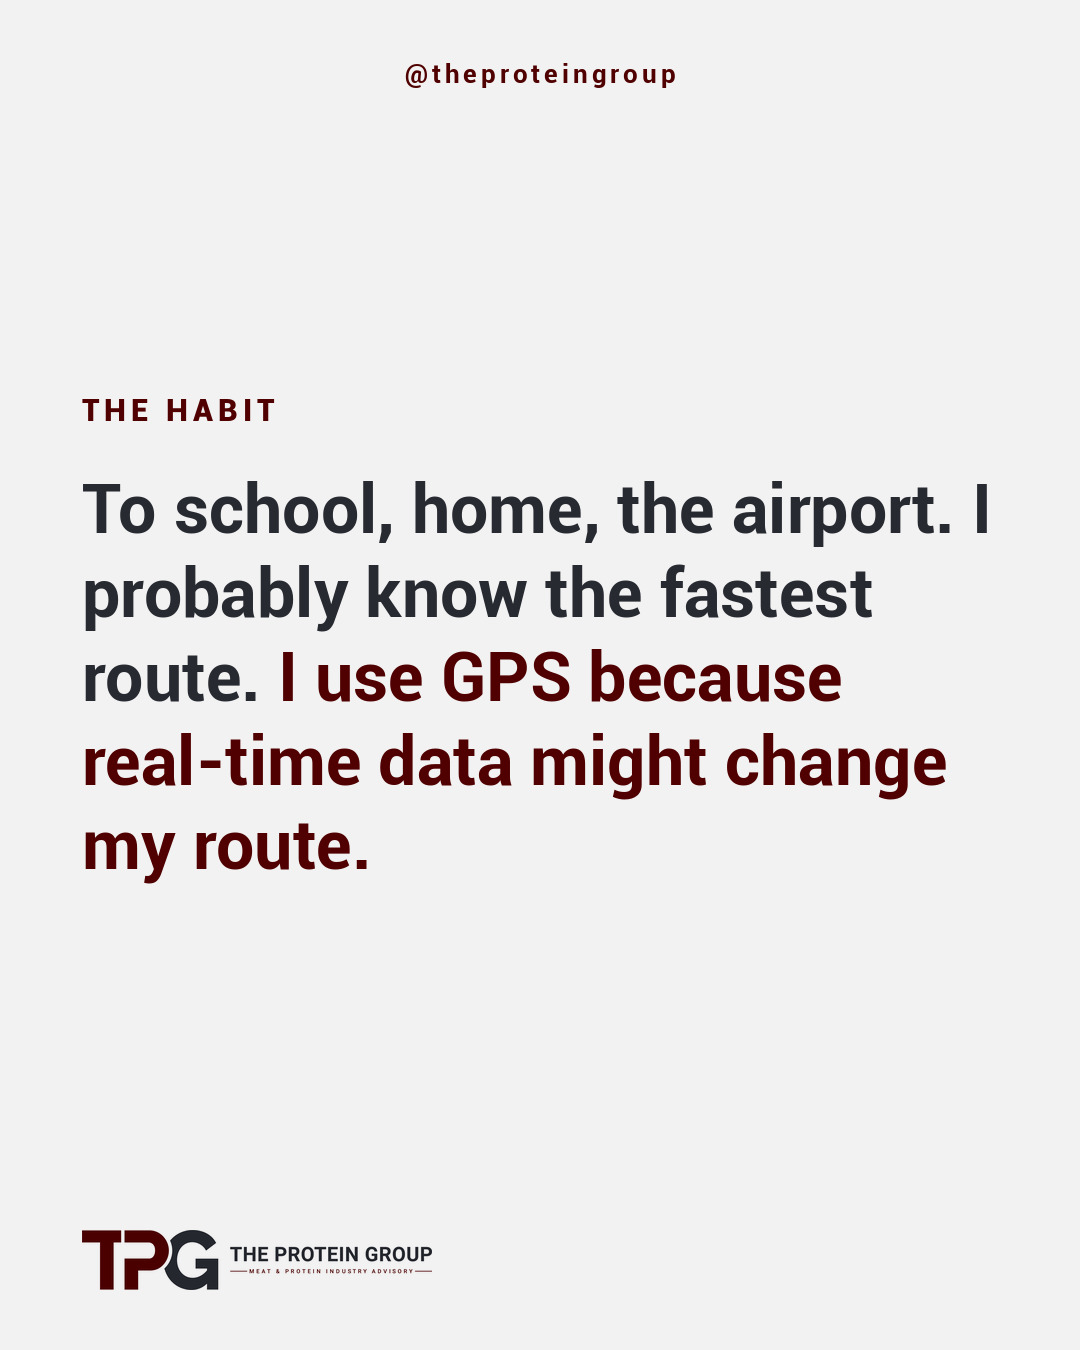 @theproteingroup
THE HABIT
To school, home, the airport. I
probably know the fastest
route. I use GPS because
real-time data might change
my route.
TPG THE PROTEIN GROUP
MEAT & PROTEIN INDUSTRY ADVISORY